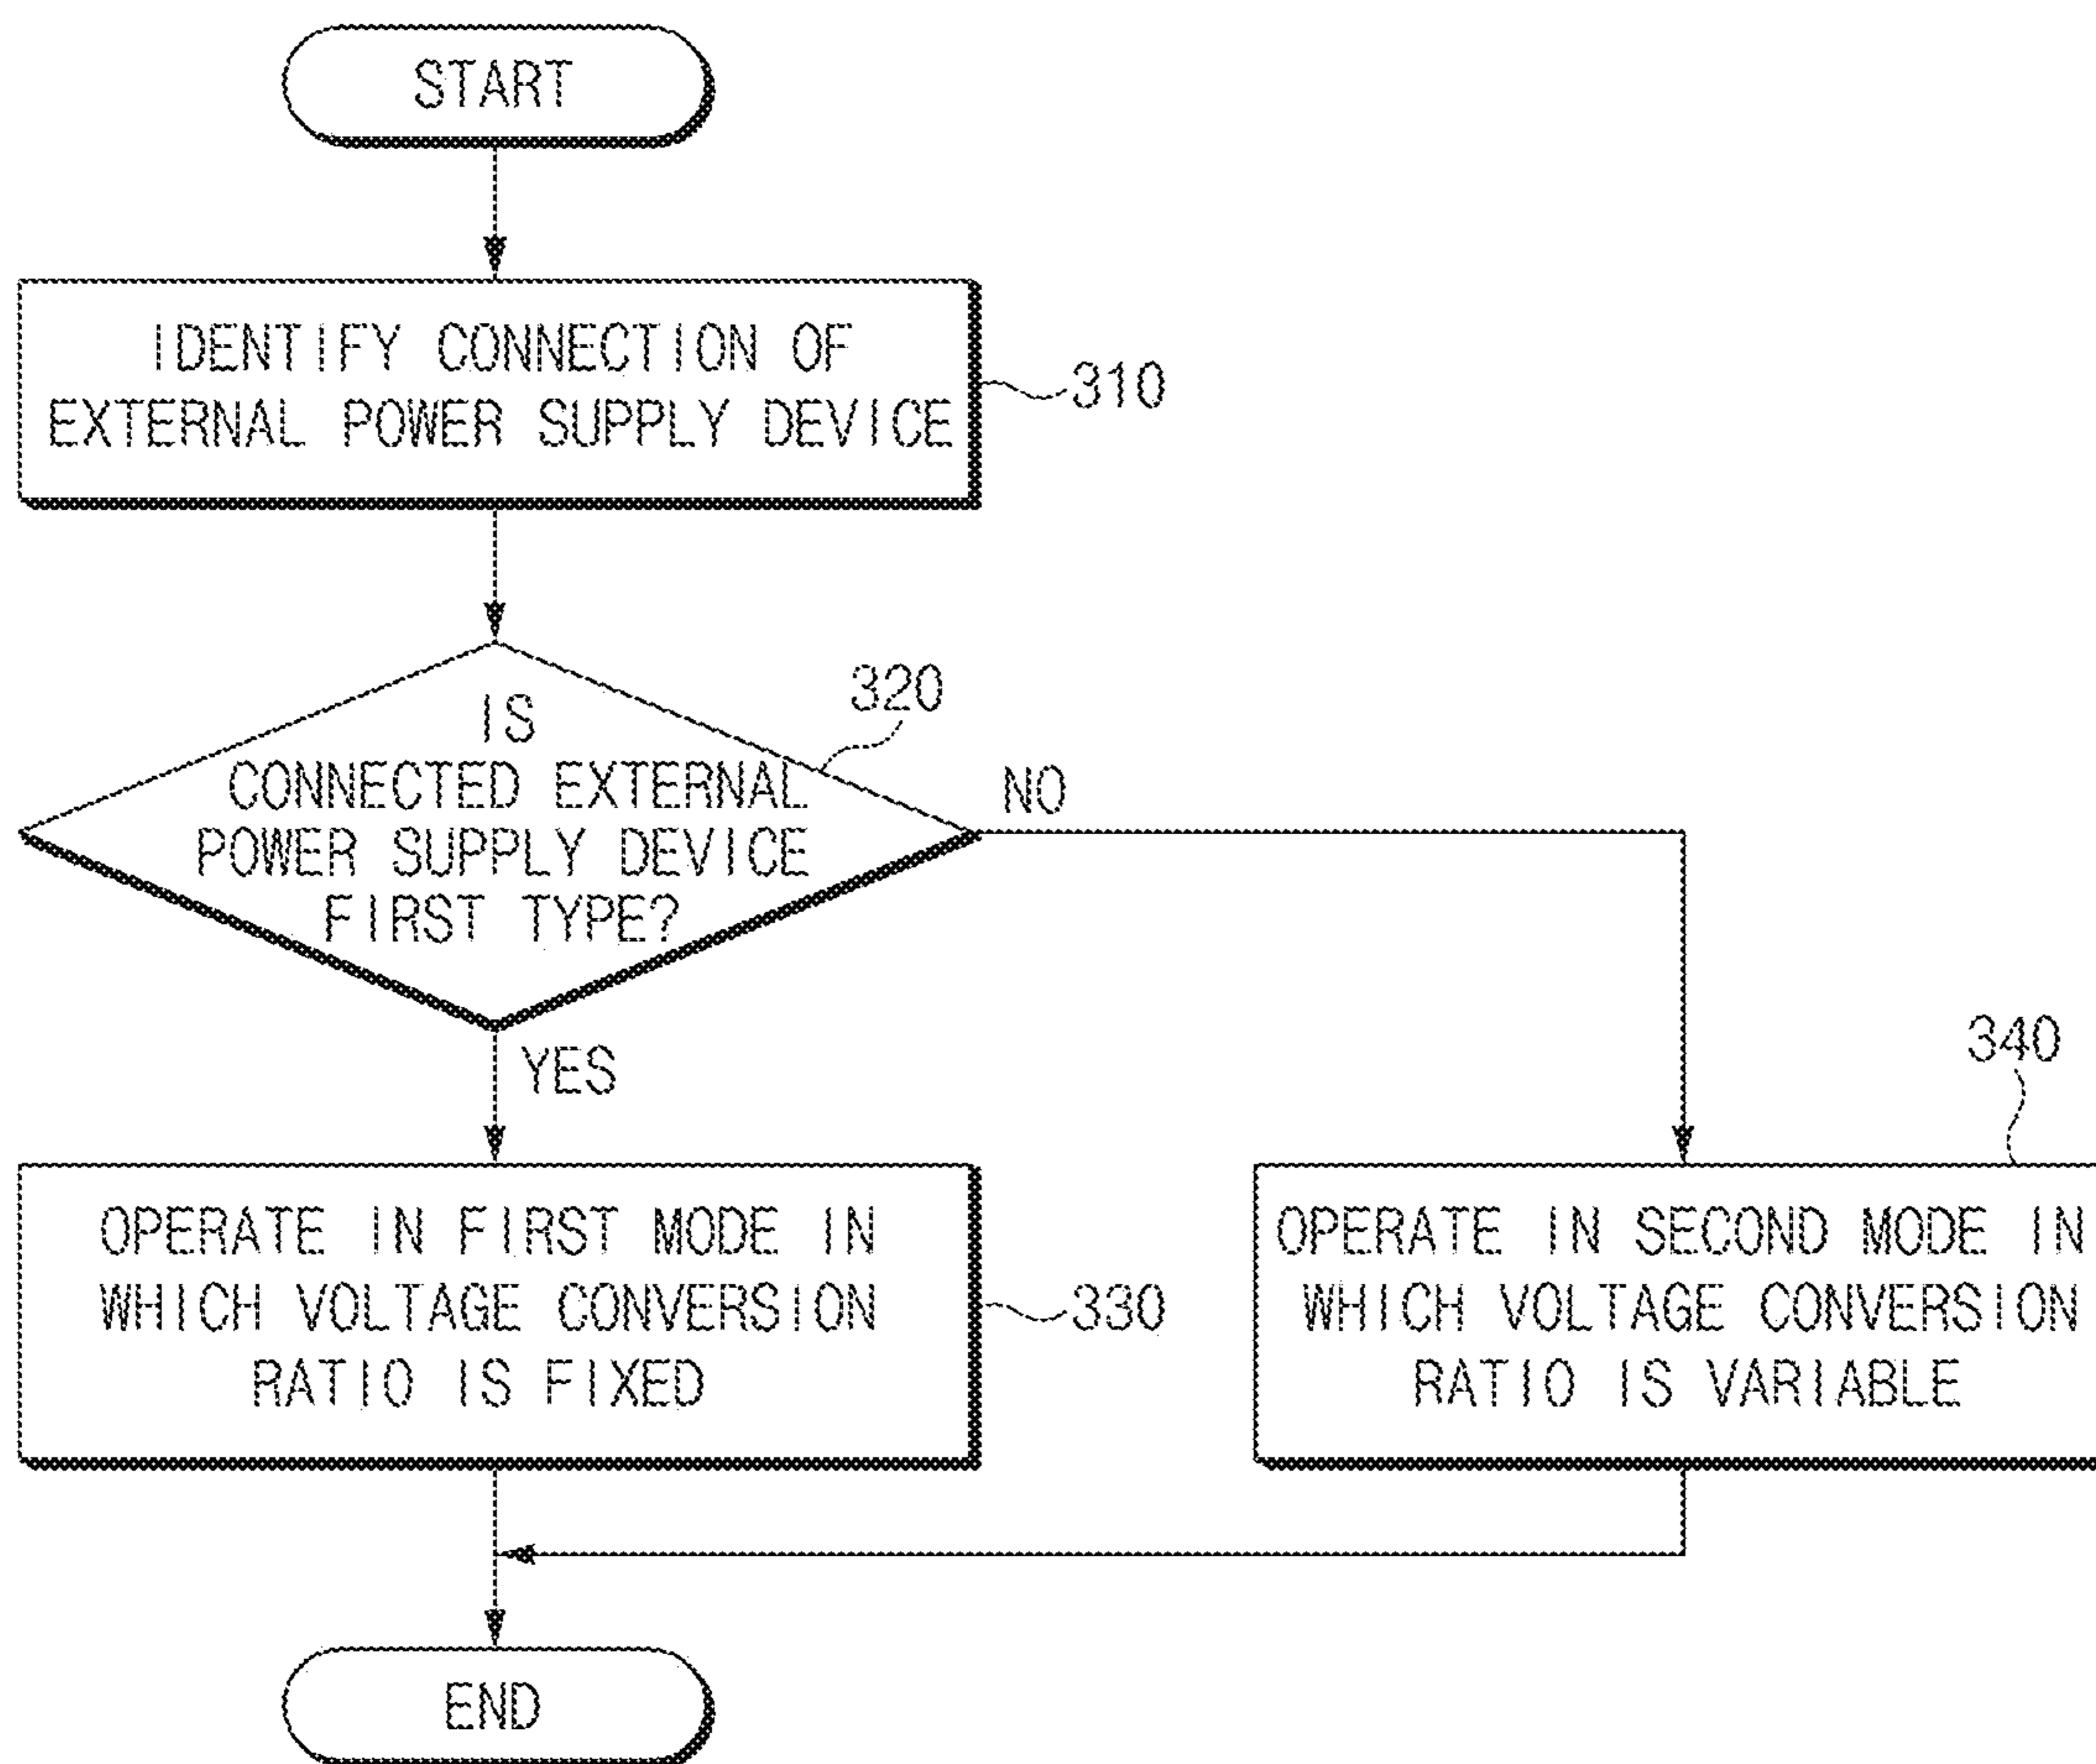 START
IDENTIFY CONNECTION OF
EXTERNAL POWER SUPPLY DEVICE
310
320
IS
CONNECTED EXTERNAL
POWER SUPPLY DEVICE
FIRST TYPE?
NO
YES
340
OPERATE IN FIRST MODE IN
WHICH VOLTAGE CONVERSION
RATIO IS FIXED
330
OPERATE IN SECOND MODE IN
WHICH VOLTAGE CONVERSION
RATIO IS VARIABLE
END